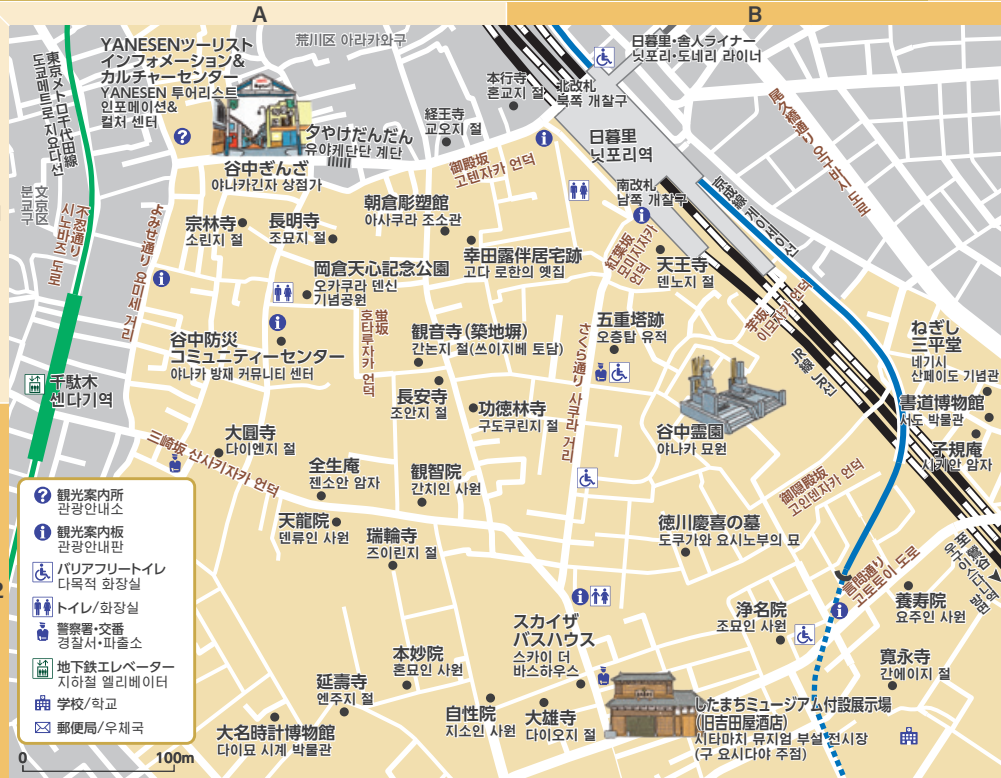 A
B
YANESENツーリスト
インフォメーション&
カルチャーセンター
YANESEN 투어리스트
인포메이션&
컬처 센터
荒川区 아라카와구
日暮里・舎人ライナー
닛포리・도네리 라이너
東京メトロ千代田線
도쿄메트로 지요다선
本行寺
혼교지 절
北改札
북쪽 개찰구
経王寺
교오지 절
夕やけだんだん
유야케단단 계단
日暮里
닛포리역
尾久橋通り 오구바시 도로
谷中ぎんざ
야나카긴자 상점가
御殿坂
고텐자카 언덕
文京区
분쿄구
不忍通り
시노바즈 도로
よみせ通り 요미세 거리
南改札
남쪽 개찰구
京成線 게이세이선
朝倉彫塑館
아사쿠라 조소관
宗林寺
소린지 절
長明寺
조묘지 절
幸田露伴居宅跡
고다 로한의 옛집
紅葉坂
모미지자카
언덕
天王寺
덴노지 절
岡倉天心記念公園
오카쿠라 덴신
기념공원
芋坂
이모자카 언덕
蛍坂
호타루자카 언덕
観音寺(築地塀)
간논지 절(쓰이지베 토담)
さくら通り 사쿠라 거리
五重塔跡
오층탑 유적
谷中防災
コミュニティーセンター
야나카 방재 커뮤니티 센터
JR線 JR선
ねぎし
三平堂
네기시
산페이도 기념관
千駄木
센다기역
長安寺
조안지 절
功徳林寺
구도쿠린지 절
書道博物館
서도 박물관
谷中霊園
야나카 묘원
子規庵
시키안 암자
三崎坂 산사키자카 언덕
大圓寺
다이엔지 절
全生庵
젠소안 암자
観智院
간치인 사원
御隠殿坂
고인덴자카 언덕
天龍院
덴류인 사원
瑞輪寺
즈이린지 절
徳川慶喜の墓
도쿠가와 요시노부의 묘
言問通り
고토토이 도로
養寿院
요주인 사원
浄名院
조묘인 사원
スカイザ
バスハウス
스카이 더
바스하우스
寛永寺
간에이지 절
本妙院
혼묘인 사원
延壽寺
엔주지 절
自性院
지소인 사원
大雄寺
다이오지 절
大名時計博物館
다이묘 시계 박물관
したまちミュージアム付設展示場
(旧吉田屋酒店)
시타마치 뮤지엄 부설 전시장
(구 요시다야 주점)
観光案内所
관광안내소
観光案内板
관광안내판
バリアフリートイレ
다목적 화장실
トイレ/화장실
警察署・交番
경찰서・파출소
地下鉄エレベーター
지하철 엘리베이터
学校/학교
郵便局/우체국
0
100m